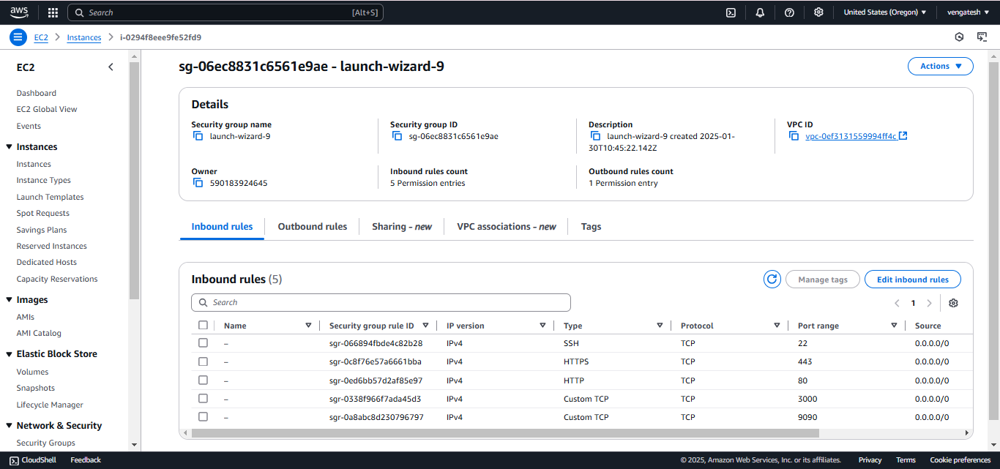 aws Search [Alt+S] United States (Oregon) vengatesh
EC2 Instances i-0294f8eee9fe52fd9
EC2
Dashboard
EC2 Global View
Events
Instances
Instances
Instance Types
Launch Templates
Spot Requests
Savings Plans
Reserved Instances
Dedicated Hosts
Capacity Reservations
Images
AMIs
AMI Catalog
Elastic Block Store
Volumes
Snapshots
Lifecycle Manager
Network & Security
Security Groups
sg-06ec8831c6561e9ae - launch-wizard-9 Actions
Details
Security group name
launch-wizard-9
Security group ID
sg-06ec8831c6561e9ae
Description
launch-wizard-9 created 2025-01-
30T10:45:22.142Z
VPC ID
vpc-0ef3131559994ff4c
Owner
590183924645
Inbound rules count
5 Permission entries
Outbound rules count
1 Permission entry
Inbound rules Outbound rules Sharing - new VPC associations - new Tags
Inbound rules (5) Manage tags Edit inbound rules
Search 1
Name Security group rule ID IP version Type Protocol Port range Source
– sgr-066894fbde4c82b28 IPv4 SSH TCP 22 0.0.0.0/0
– sgr-0c8f76e57a6661bba IPv4 HTTPS TCP 443 0.0.0.0/0
– sgr-0ed6bb57d2af85e97 IPv4 HTTP TCP 80 0.0.0.0/0
– sgr-0338f966f7ada45d3 IPv4 Custom TCP TCP 3000 0.0.0.0/0
– sgr-0a8abc8d230796797 IPv4 Custom TCP TCP 9090 0.0.0.0/0
CloudShell Feedback © 2025, Amazon Web Services, Inc. or its affiliates. Privacy Terms Cookie preferences